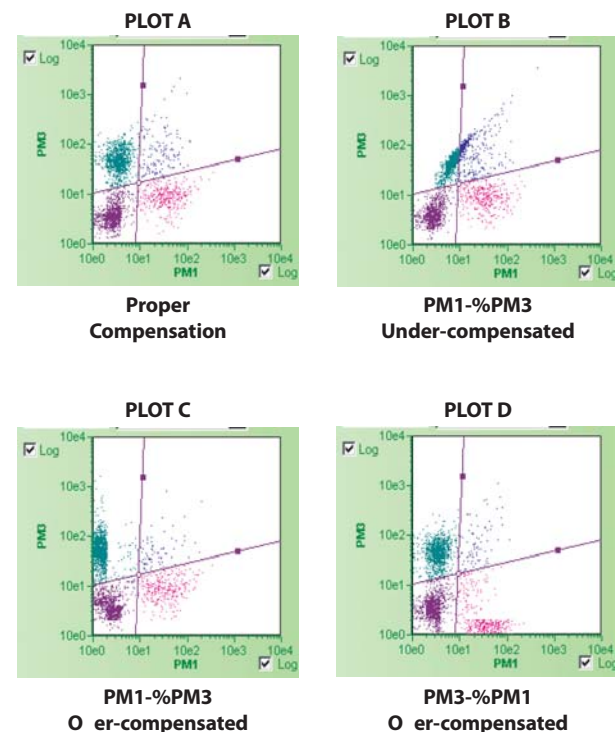 PLOT A
Log
10e4
10e3
10e2
10e1
10e0
PM3
10e0 10e1 10e2 10e3 10e4
PM1
Log
Proper
Compensation
PLOT B
Log
10e4
10e3
10e2
10e1
10e0
PM3
10e0 10e1 10e2 10e3 10e4
PM1
Log
PM1-%PM3
Under-compensated
PLOT C
Log
10e4
10e3
10e2
10e1
10e0
PM3
10e0 10e1 10e2 10e3 10e4
PM1
Log
PM1-%PM3
O er-compensated
PLOT D
Log
10e4
10e3
10e2
10e1
10e0
PM3
10e0 10e1 10e2 10e3 10e4
PM1
Log
PM3-%PM1
O er-compensated